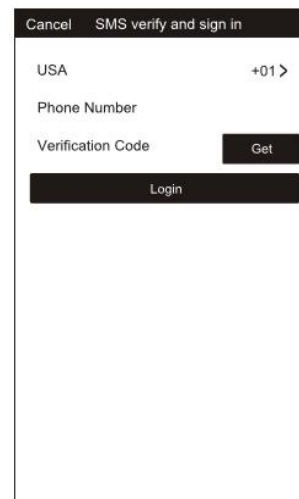 Cancel SMS verify and sign in
USA +01 >
Phone Number
Verification Code Get
Login